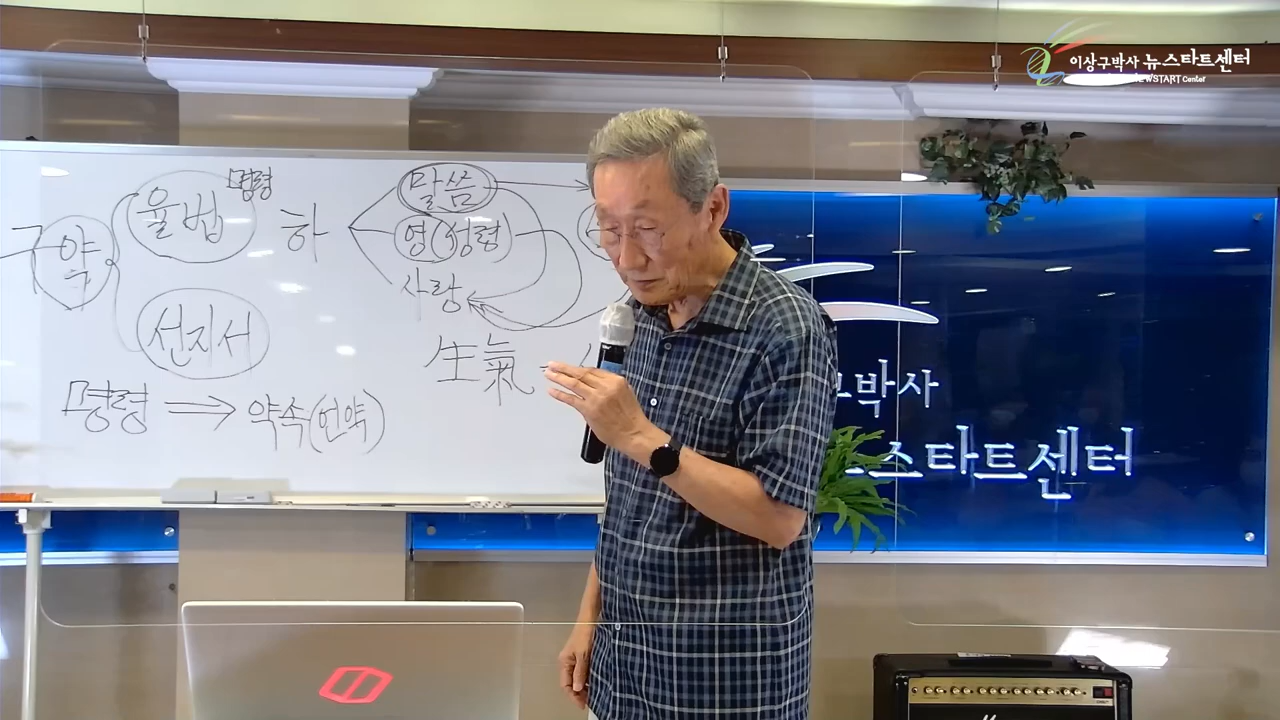 이상구박사 뉴스타트센터
NEWSTART Center
구약
율법
명령
선지서
하
말씀
영(성령)
사랑
生氣
명령 ⟹ 약속(언약)
구박사
스타트센터